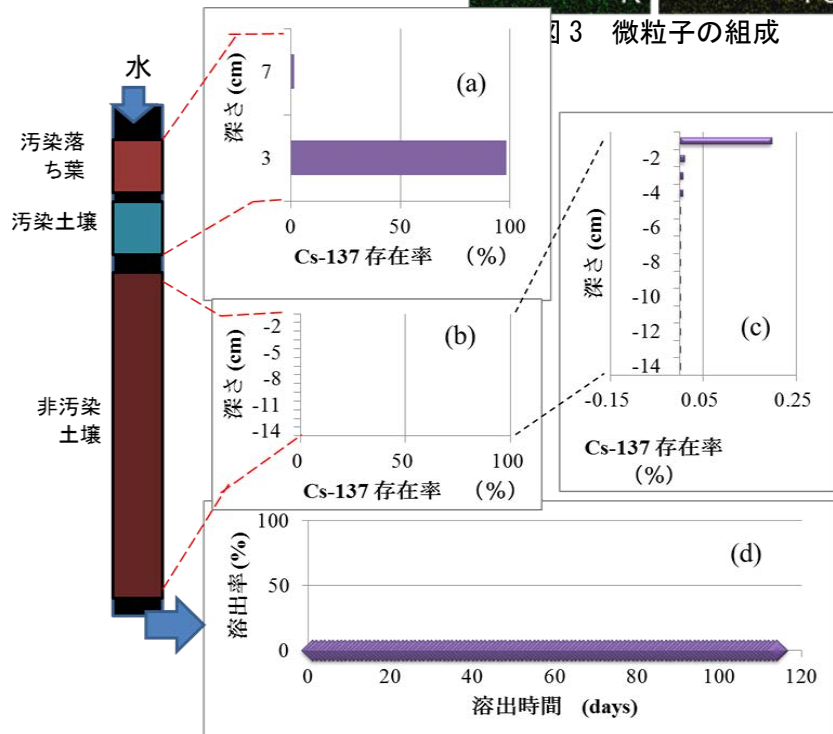 図3 微粒子の組成
水
汚染落
ち葉
汚染土壌
非汚染
土壌
深さ (cm)
7
3
(a)
0 50 100
Cs-137 存在率 (%)
深さ (cm)
-2
-5
-8
-11
-14
(b)
0 50 100
Cs-137 存在率 (%)
深さ (cm)
-2
-4
-6
-8
-10
-12
-14
(c)
-0.15 0.05 0.25
Cs-137 存在率
(%)
溶出率(%)
100
50
0
(d)
0 20 40 60 80 100 120
溶出時間 (days)